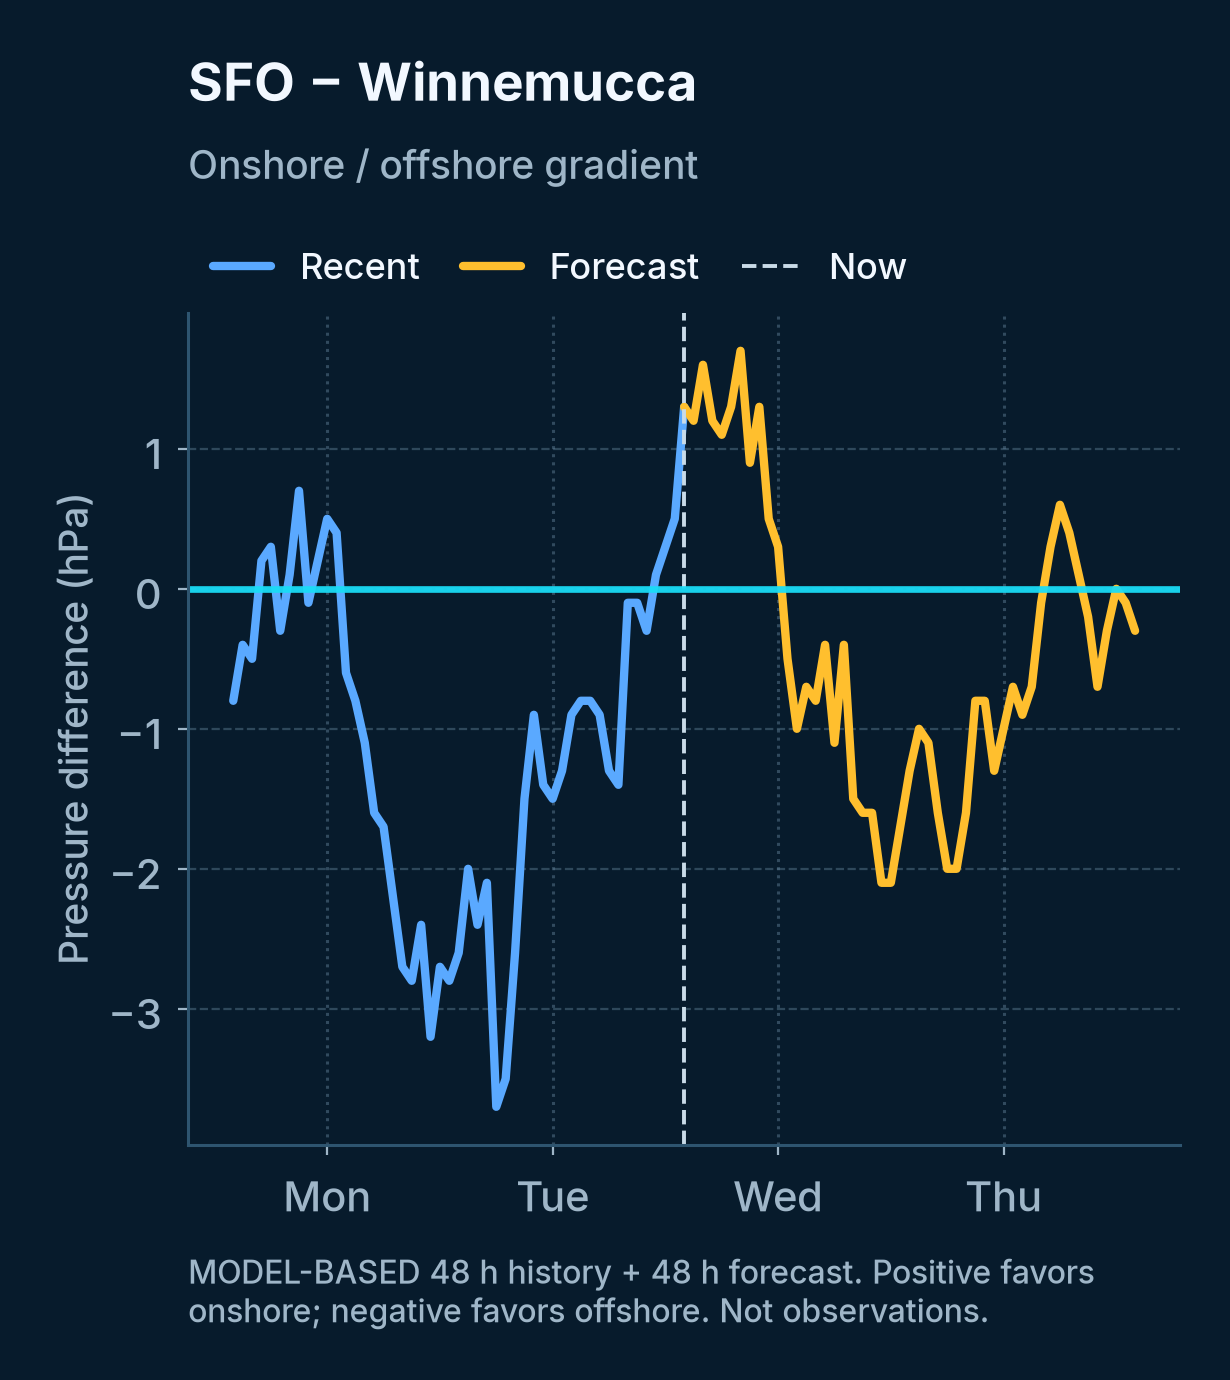 SFO − Winnemucca
Onshore / offshore gradient
Recent Forecast Now
Pressure difference (hPa)
1
0
−1
−2
−3
Mon Tue Wed Thu
MODEL-BASED 48 h history + 48 h forecast. Positive favors
onshore; negative favors offshore. Not observations.